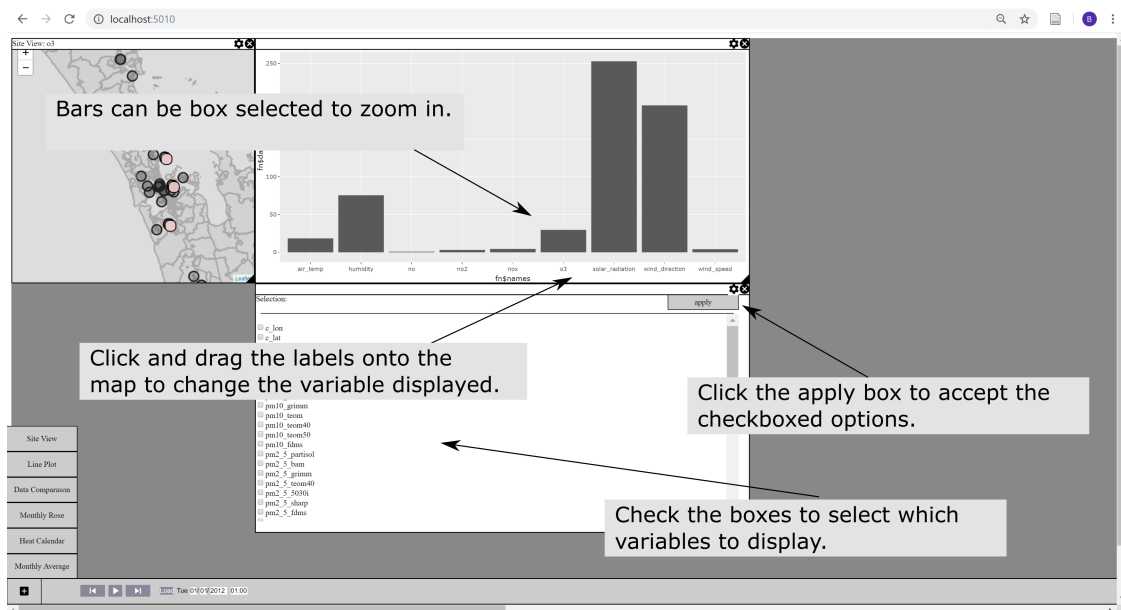 localhost:5010
B
Site View: o3
+
−
Leafle
250
100
50
0
fn$da
air_temp humidity no no2 nox o3 solar_radiation wind_direction wind_speed
fn$names
Bars can be box selected to zoom in.
Selection:
apply
c_lon
c_lat
Click and drag the labels onto the
map to change the variable displayed.
Click the apply box to accept the
checkboxed options.
pm10_grimm
pm10_teom
pm10_teom40
pm10_teom50
pm10_fdms
pm2_5_partisol
pm2_5_bam
pm2_5_grimm
pm2_5_teom40
pm2_5_5030i
pm2_5_sharp
pm2_5_fdms
Check the boxes to select which
variables to display.
Site View
Line Plot
Data Comparason
Monthly Rose
Heat Calendar
Monthly Average
Loop Tue 01/01/2012 01:00